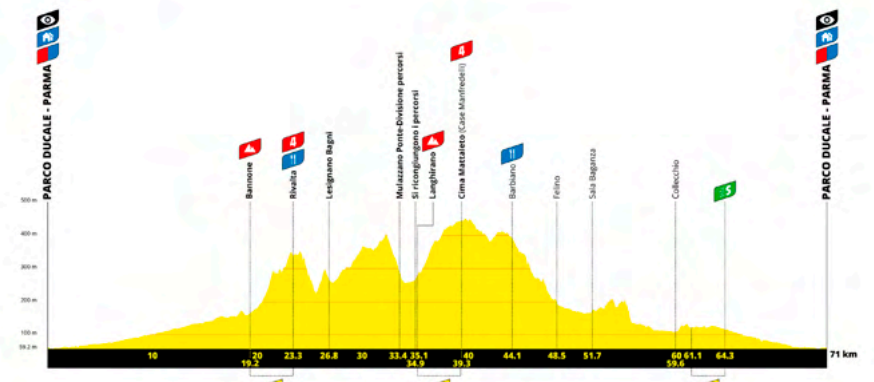 PARCO DUCALE - PARMA
Bannone
4
Rivalta
Lesignano Bagni
Mulazzano Ponte-Divisione percorsi
Si ricongiungono i percorsi
Langhirano
4
Cima Mattaleto (Case Manfredelli)
Barbiano
Felino
Sala Baganza
Collecchio
S
PARCO DUCALE - PARMA
500 m
400 m
300 m
200 m
100 m
59.2 m
10
20
23.3
26.8
30
33.4
35.1
40
44.1
48.5
51.7
60
61.1
64.3
71 km
19.2
34.9
39.3
59.6